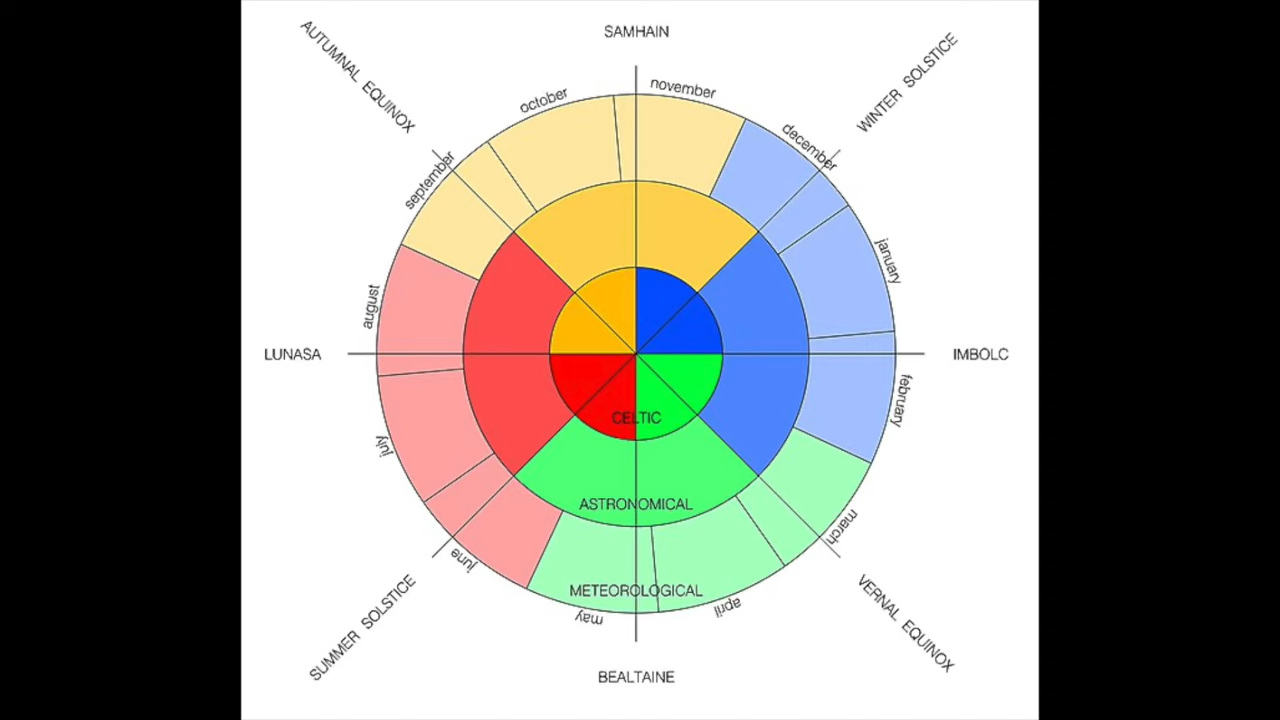 SAMHAIN
AUTUMNAL EQUINOX
WINTER SOLSTICE
october
november
september
december
august
january
LUNASA
IMBOLC
july
february
CELTIC
ASTRONOMICAL
june
march
METEOROLOGICAL
may
april
SUMMER SOLSTICE
VERNAL EQUINOX
BEALTAINE